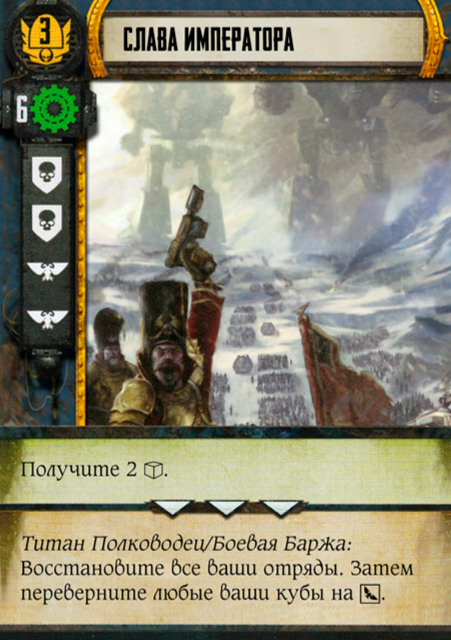 3
СЛАВА ИМПЕРАТОРА
6
Получите 2.
Титан Полководец/Боевая Баржа:
Восстановите все ваши отряды. Затем
переверните любые ваши кубы на.